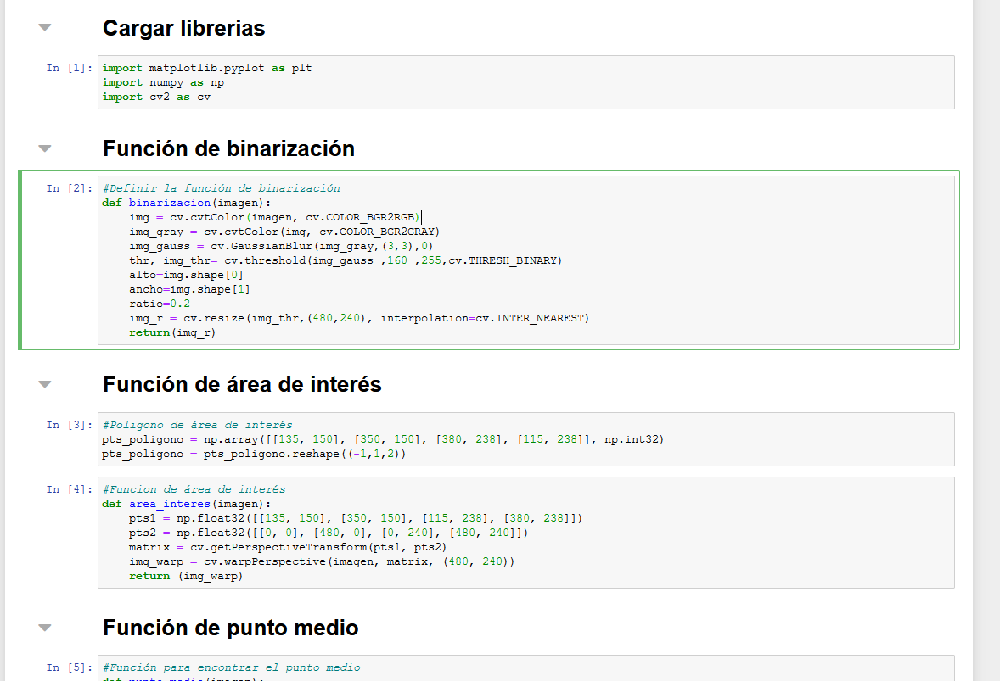 Cargar librerias
In [1]: import matplotlib.pyplot as plt
import numpy as np
import cv2 as cv
Función de binarización
In [2]: #Definir la función de binarización
def binarizacion(imagen):
    img = cv.cvtColor(imagen, cv.COLOR_BGR2RGB)
    img_gray = cv.cvtColor(img, cv.COLOR_BGR2GRAY)
    img_gauss = cv.GaussianBlur(img_gray,(3,3),0)
    thr, img_thr= cv.threshold(img_gauss ,160 ,255,cv.THRESH_BINARY)
    alto=img.shape[0]
    ancho=img.shape[1]
    ratio=0.2
    img_r = cv.resize(img_thr,(480,240), interpolation=cv.INTER_NEAREST)
    return(img_r)
Función de área de interés
In [3]: #Poligono de área de interés
pts_poligono = np.array([[135, 150], [350, 150], [380, 238], [115, 238]], np.int32)
pts_poligono = pts_poligono.reshape((-1,1,2))
In [4]: #Funcion de área de interés
def area_interes(imagen):
    pts1 = np.float32([[135, 150], [350, 150], [115, 238], [380, 238]])
    pts2 = np.float32([[0, 0], [480, 0], [0, 240], [480, 240]])
    matrix = cv.getPerspectiveTransform(pts1, pts2)
    img_warp = cv.warpPerspective(imagen, matrix, (480, 240))
    return (img_warp)
Función de punto medio
In [5]: #Función para encontrar el punto medio
def punto_medio(imagen):